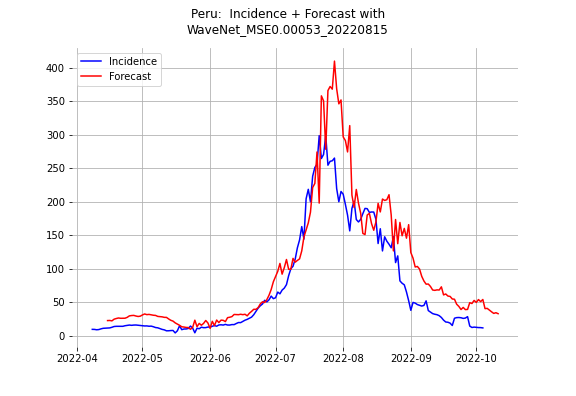 Peru:  Incidence + Forecast with
WaveNet_MSE0.00053_20220815
Incidence
Forecast
400
350
300
250
200
150
100
50
0
2022-04 2022-05 2022-06 2022-07 2022-08 2022-09 2022-10